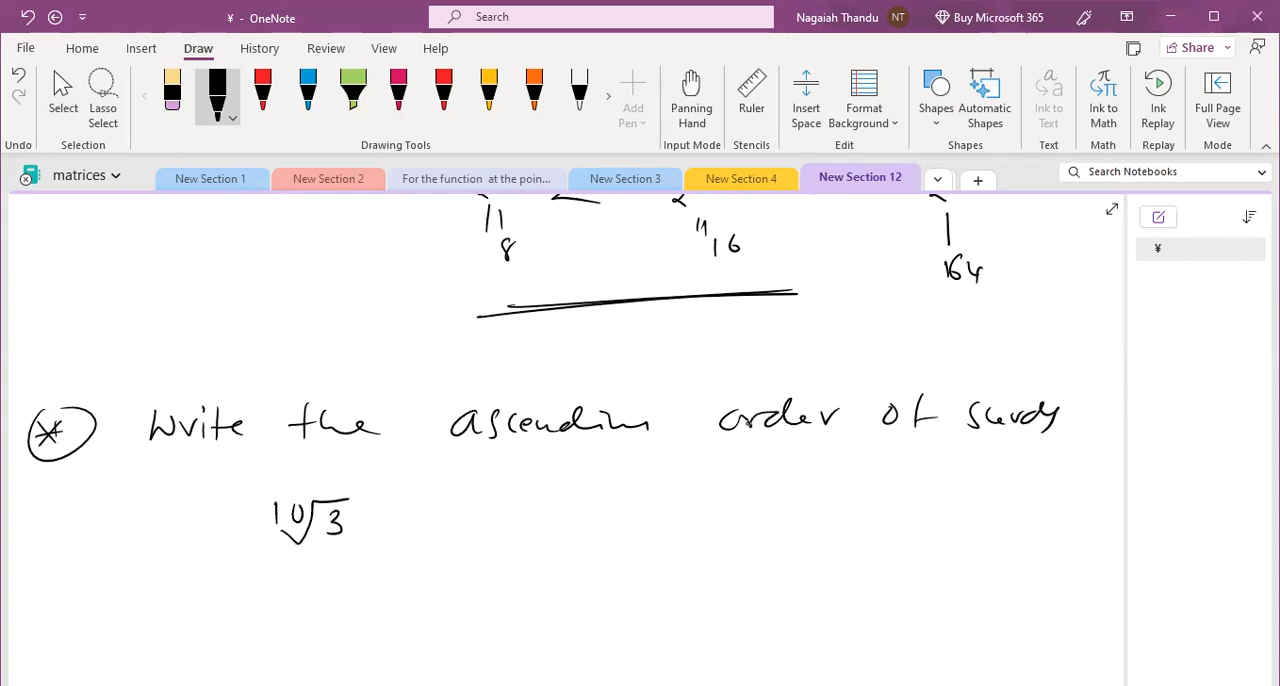 ¥ - OneNote
Search
Nagaiah Thandu NT
Buy Microsoft 365
File Home Insert Draw History Review View Help
Share
Select
Lasso Select
Add Pen
Panning Hand
Ruler
Insert Space
Format Background
Shapes
Automatic Shapes
Ink to Text
Ink to Math
Ink Replay
Full Page View
Undo Selection Drawing Tools Input Mode Stencils Edit Shapes Text Math Replay Mode
matrices
New Section 1 New Section 2 For the function at the poin... New Section 3 New Section 4 New Section 12 +
Search Notebooks
¥
8 16 64
Write the ascendin order of surds
¹⁰√3